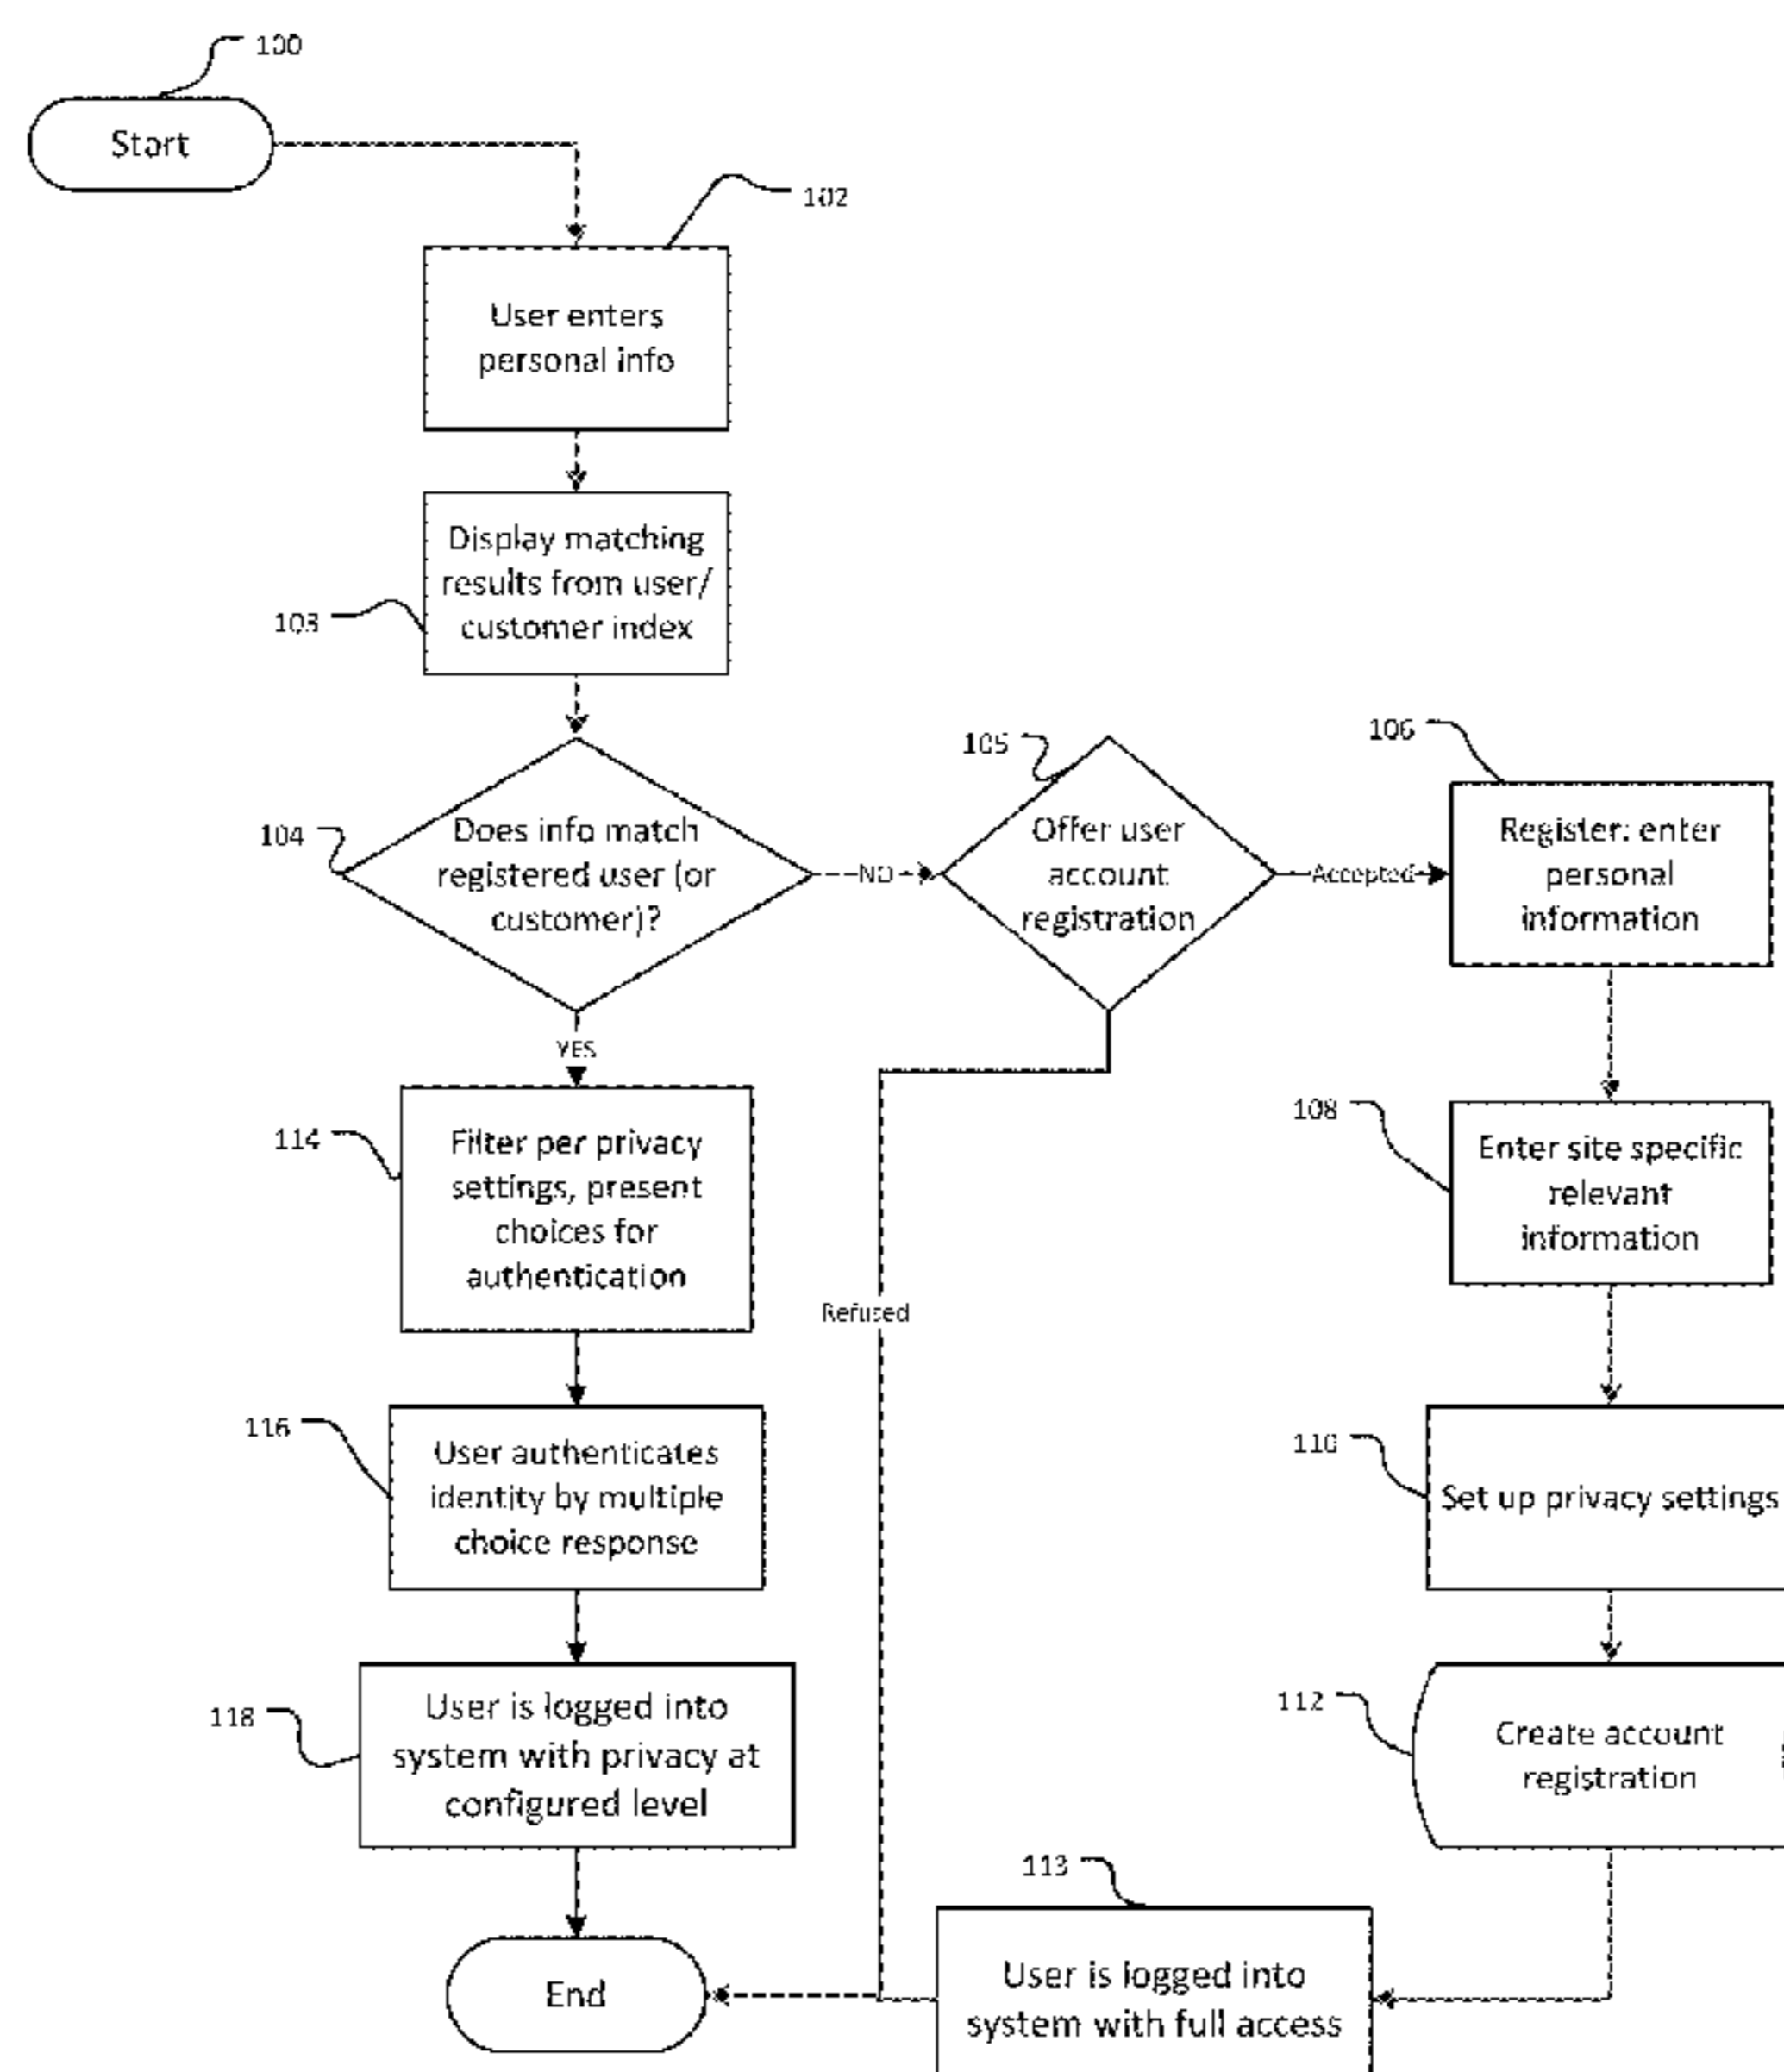 100
Start
102
User enters
personal info
Display matching
results from user/
customer index
103
104
Does info match
registered user (or
customer)?
NO
105
Offer user
account
registration
Accepted
106
Register: enter
personal
information
YES
114
Filter per privacy
settings, present
choices for
authentication
108
Enter site specific
relevant
information
Refused
116
User authenticates
identity by multiple
choice response
110
Set up privacy settings
118
User is logged into
system with privacy at
configured level
112
Create account
registration
113
User is logged into
system with full access
End